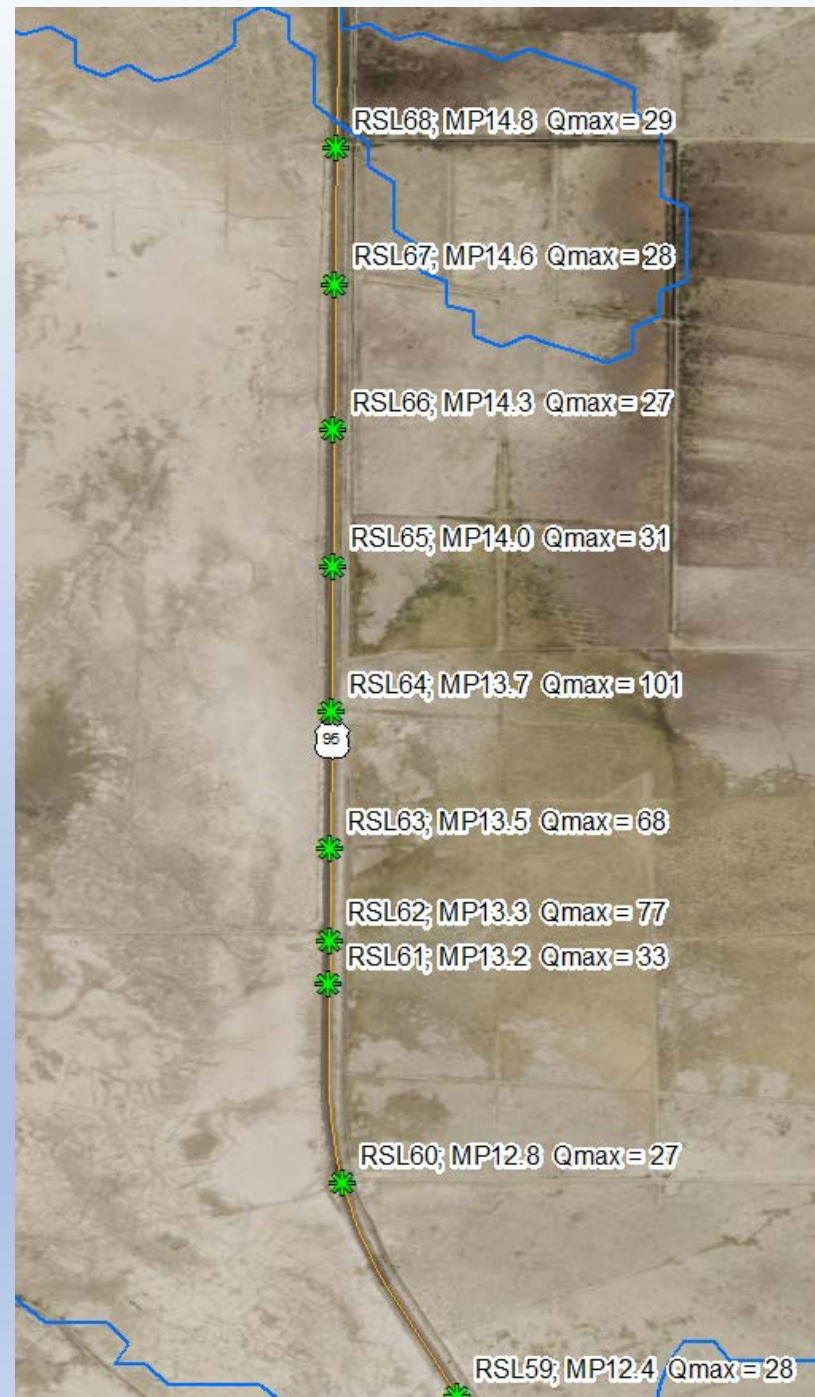 RSL68; MP14.8 Qmax = 29
RSL67; MP14.6 Qmax = 28
RSL66; MP14.3 Qmax = 27
RSL65; MP14.0 Qmax = 31
RSL64; MP13.7 Qmax = 101
95
RSL63; MP13.5 Qmax = 68
RSL62; MP13.3 Qmax = 77
RSL61; MP13.2 Qmax = 33
RSL60; MP12.8 Qmax = 27
RSL59; MP12.4 Qmax = 28